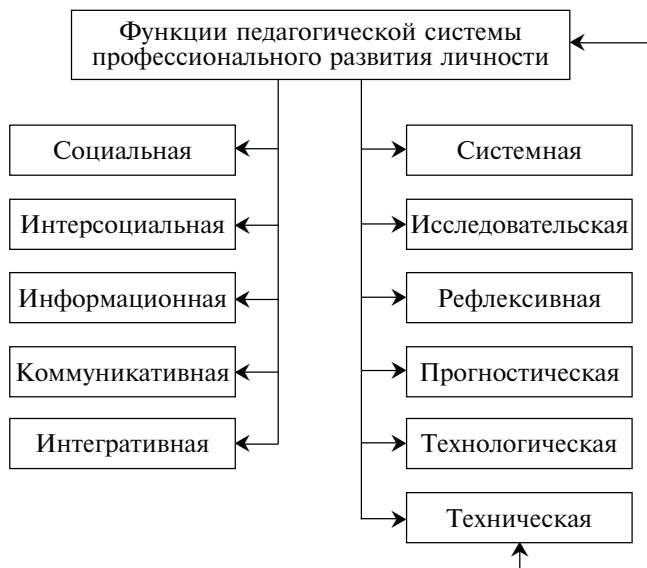 Функции педагогической системы
профессионального развития личности
Социальная
Интерсоциальная
Информационная
Коммуникативная
Интегративная
Системная
Исследовательская
Рефлексивная
Прогностическая
Технологическая
Техническая